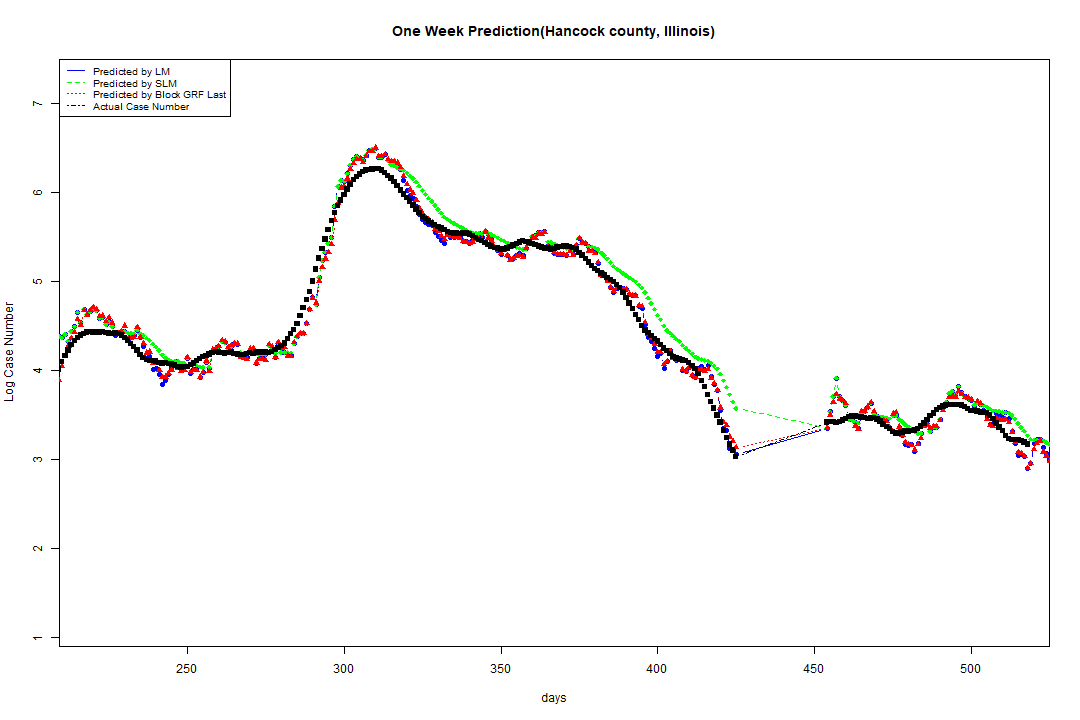 One Week Prediction(Hancock county, Illinois)
Predicted by LM
Predicted by SLM
Predicted by Block GRF Last
Actual Case Number
Log Case Number
7
6
5
4
3
2
1
250 300 350 400 450 500
days